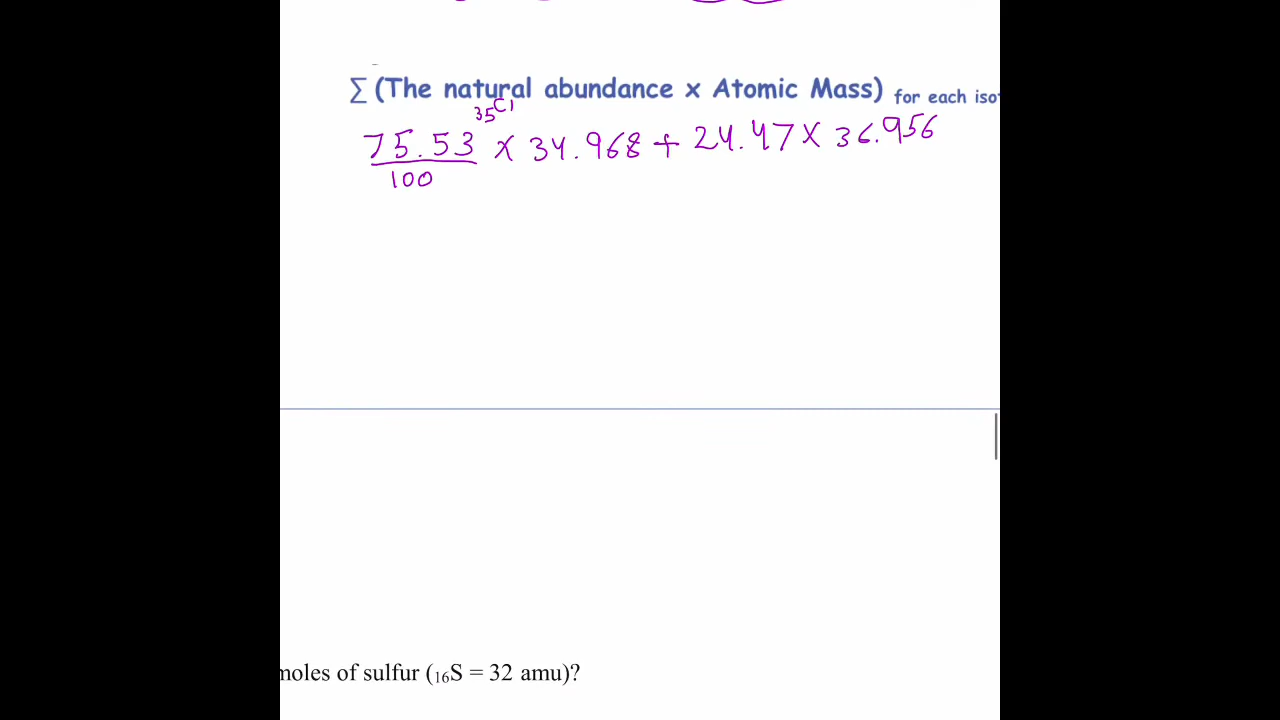 ∑ (The natural abundance x Atomic Mass) for each iso
35Cl
75.53 x 34.968 + 24.47 x 36.956
100
moles of sulfur (₁₆S = 32 amu)?